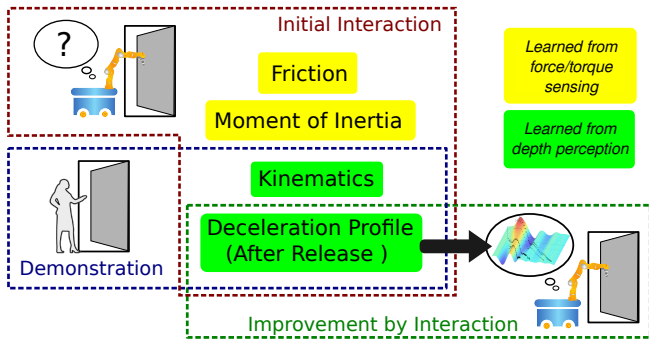 Initial Interaction
?
Friction
Moment of Inertia
Learned from
force/torque
sensing
Learned from
depth perception
Kinematics
Deceleration Profile
(After Release )
Demonstration
Improvement by Interaction